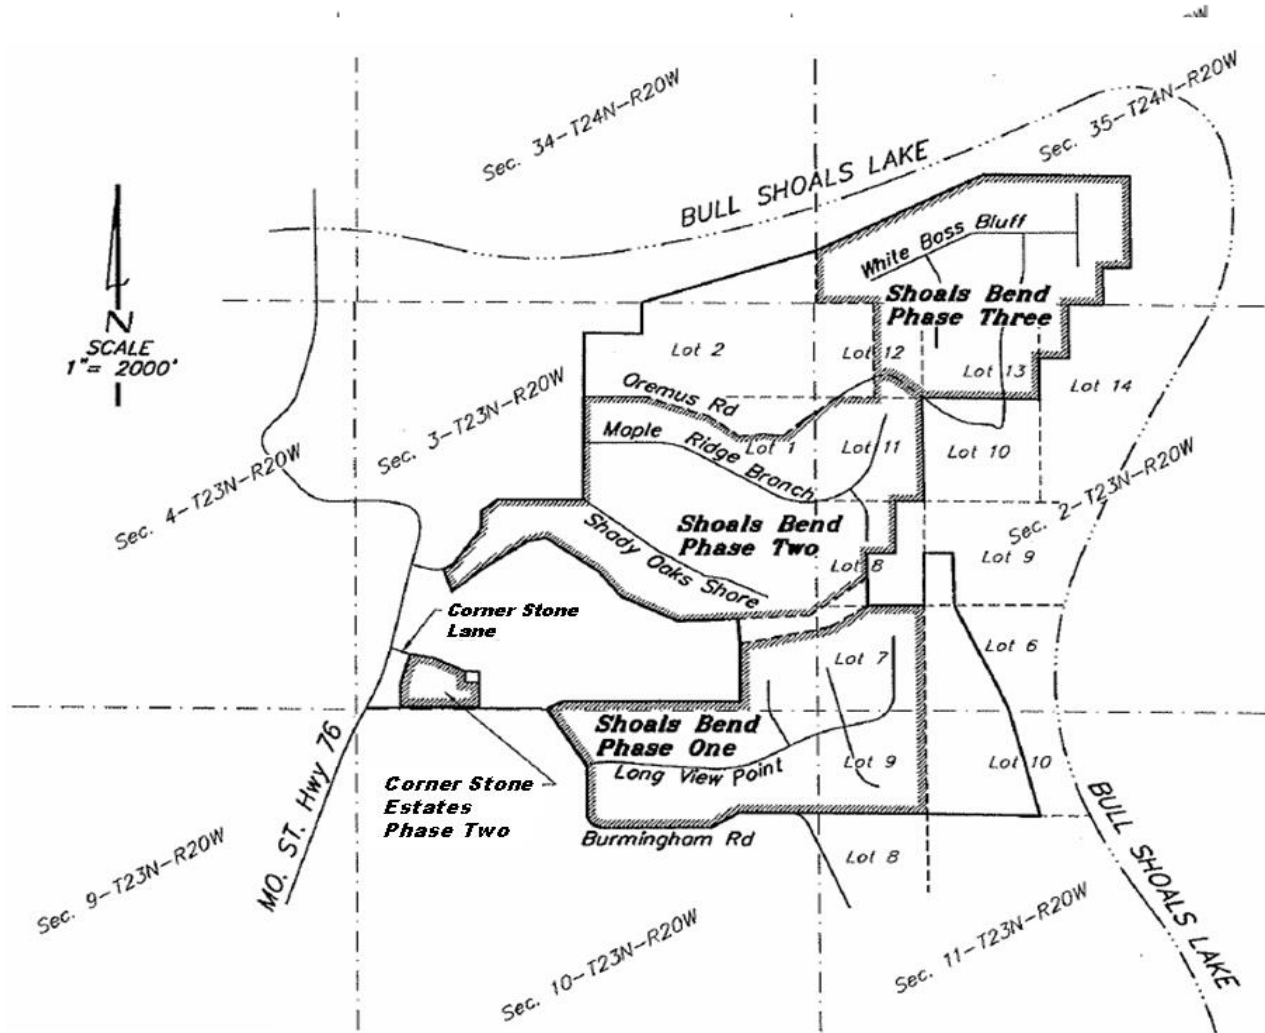 Sec. 34-T24N-R20W
Sec. 35-T24N-R20W
BULL SHOALS LAKE
White Bass Bluff
Shoals Bend
Phase Three
N
SCALE
1"= 2000'
Lot 2
Lot 12
Lot 13
Lot 14
Oremus Rd
Sec. 3-T23N-R20W
Maple Ridge Branch
Lot 1
Lot 11
Lot 10
Sec. 4-T23N-R20W
Sec. 2-T23N-R20W
Shoals Bend
Phase Two
Shady Oaks Shore
Lot 8
Lot 9
Corner Stone
Lane
Lot 7
Lot 6
Shoals Bend
Phase One
Long View Point
Lot 9
Lot 10
MO. ST. Hwy 76
Corner Stone
Estates
Phase Two
Burmingham Rd
Lot 8
BULL SHOALS LAKE
Sec. 9-T23N-R20W
Sec. 10-T23N-R20W
Sec. 11-T23N-R20W